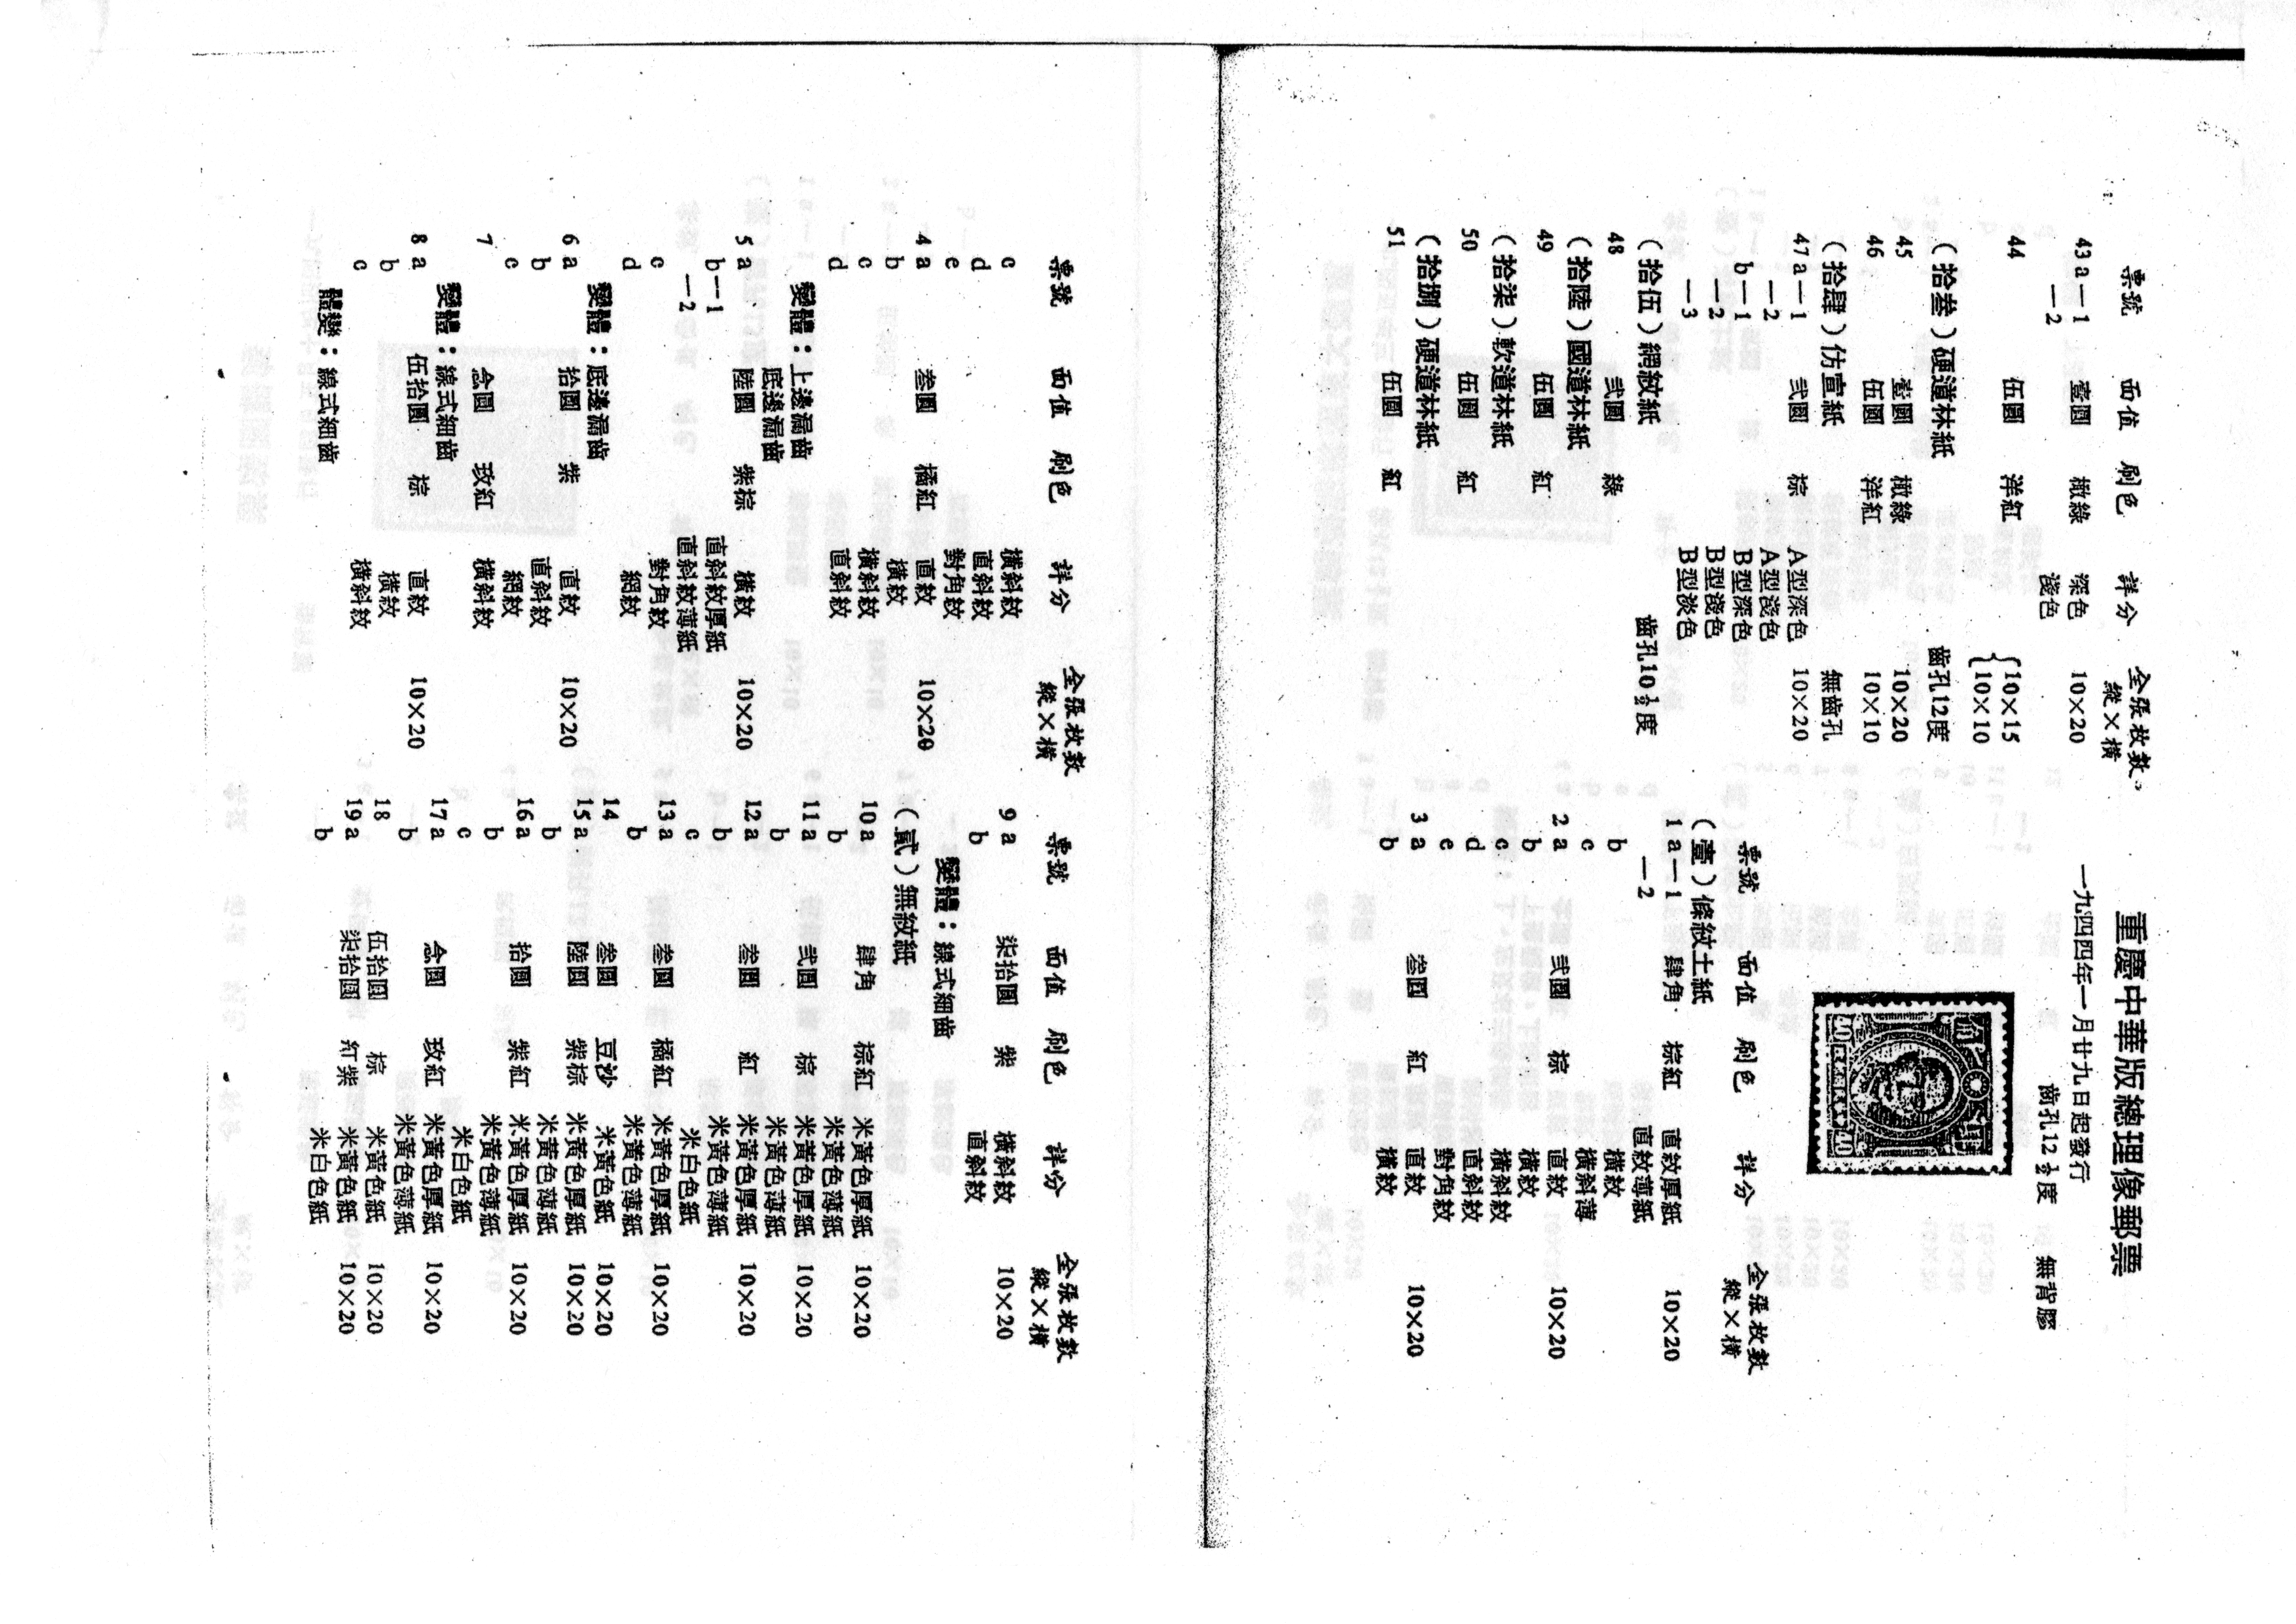 票號 面值 刷色 詳分 全張枚數
縱×橫
43 a—1 壹圓 橄綠 深色 10×20
—2 淺色
44 伍圓 洋紅 {10×15
{10×10
(拾叁)硬道林紙 齒孔12度
45 壹圓 橄綠 10×20
46 伍圓 洋紅 10×10
(拾肆)仿宣紙 無齒孔
47 a—1 弍圓 棕 A型深色 10×20
—2 A型淺色
b—1 B型深色
—2 B型淺色
—3 B型淡色
(拾伍)網紋紙 齒孔10½度
48 弍圓 綠
(拾陸)國道林紙
49 伍圓 紅
(拾柒)軟道林紙
50 伍圓 紅
(拾捌)硬道林紙
51 伍圓 紅
重慶中華版總理像郵票
一九四四年一月廿九日起發行
齒孔12½度 無背膠
40 40
票號 面值 刷色 詳分 全張枚數
縱×橫
(壹)條紋土紙
1 a—1 肆角 棕紅 直紋厚紙 10×20
—2 直紋薄紙
b 橫紋
c 橫斜薄
2 a 弍圓 棕 直紋 10×20
b 橫紋
c 橫斜紋
d 直斜紋
e 對角紋
3 a 叁圓 紅 直紋 10×20
b 橫紋
票號 面值 刷色 詳分 全張枚數
縱×橫
c 橫斜紋
d 直斜紋
e 對角紋
4 a 叁圓 橘紅 直紋 10×20
b 橫紋
c 橫斜紋
d 直斜紋
變體：上邊漏齒
底邊漏齒
5 a 陸圓 紫棕 橫紋 10×20
b—1 直斜紋厚紙
—2 直斜紋薄紙
c 對角紋
d 網紋
變體：底邊漏齒
6 a 拾圓 紫 直紋 10×20
b 直斜紋
c 網紋
7 念圓 玫紅 橫斜紋
變體：線式細齒
8 a 伍拾圓 棕 直紋 10×20
b 橫紋
c 橫斜紋
體變：線式細齒
票號 面值 刷色 詳分 全張枚數
縱×橫
9 a 柒拾圓 紫 橫斜紋 10×20
b 直斜紋
變體：線式細齒
(貳)無紋紙
10 a 肆角 棕紅 米黃色厚紙 10×20
b 米黃色薄紙
11 a 弍圓 棕 米黃色厚紙 10×20
b 米黃色薄紙
12 a 叁圓 紅 米黃色厚紙 10×20
b 米黃色薄紙
c 米白色紙
13 a 叁圓 橘紅 米黃色厚紙 10×20
b 米黃色薄紙
14 叁圓 豆沙 米黃色紙 10×20
15 a 陸圓 紫棕 米黃色厚紙 10×20
b 米黃色薄紙
16 a 拾圓 紫紅 米黃色厚紙 10×20
b 米黃色薄紙
c 米白色紙
17 a 念圓 玫紅 米黃色厚紙 10×20
b 米黃色薄紙
18 伍拾圓 棕 米黃色紙 10×20
19 a 柒拾圓 紅紫 米黃色紙 10×20
b 米白色紙